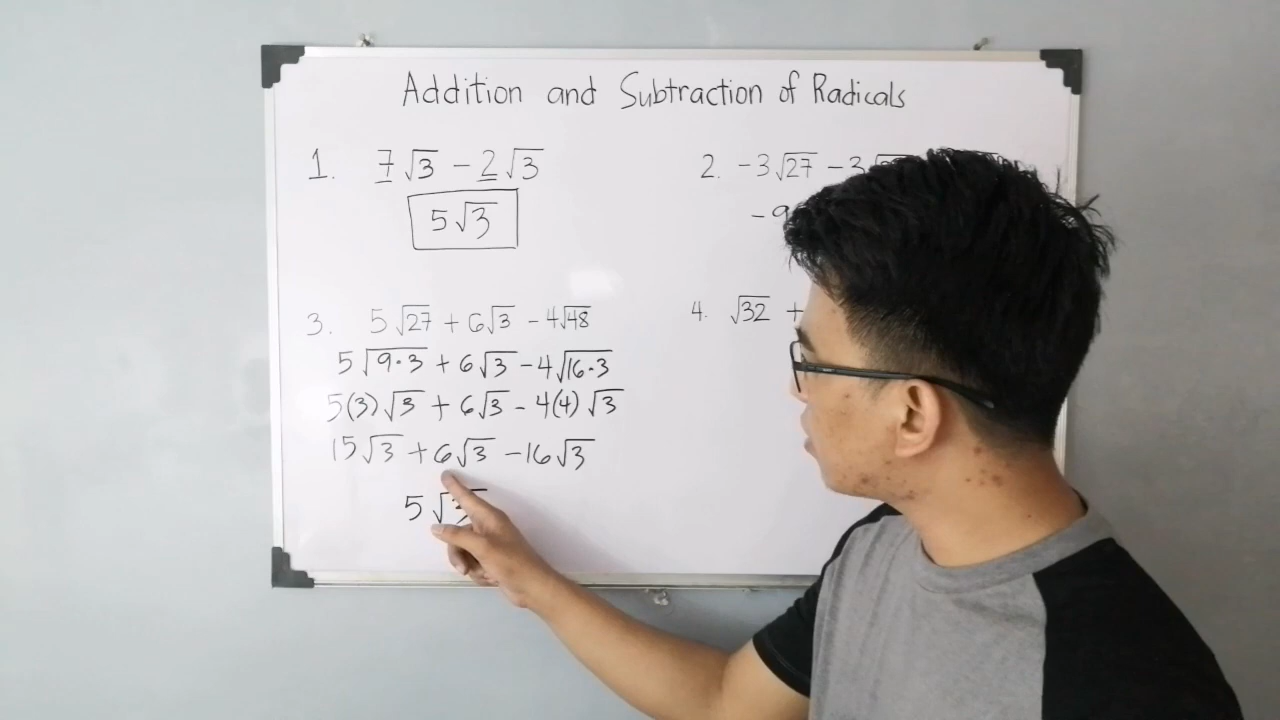 Addition and Subtraction of Radicals
1. 7√3 − 2√3
5√3
2. −3√27 − 3√
−9
3. 5√27 + 6√3 − 4√48
5√9·3 + 6√3 − 4√16·3
5(3)√3 + 6√3 − 4(4)√3
15√3 + 6√3 − 16√3
5√3
4. √32 +